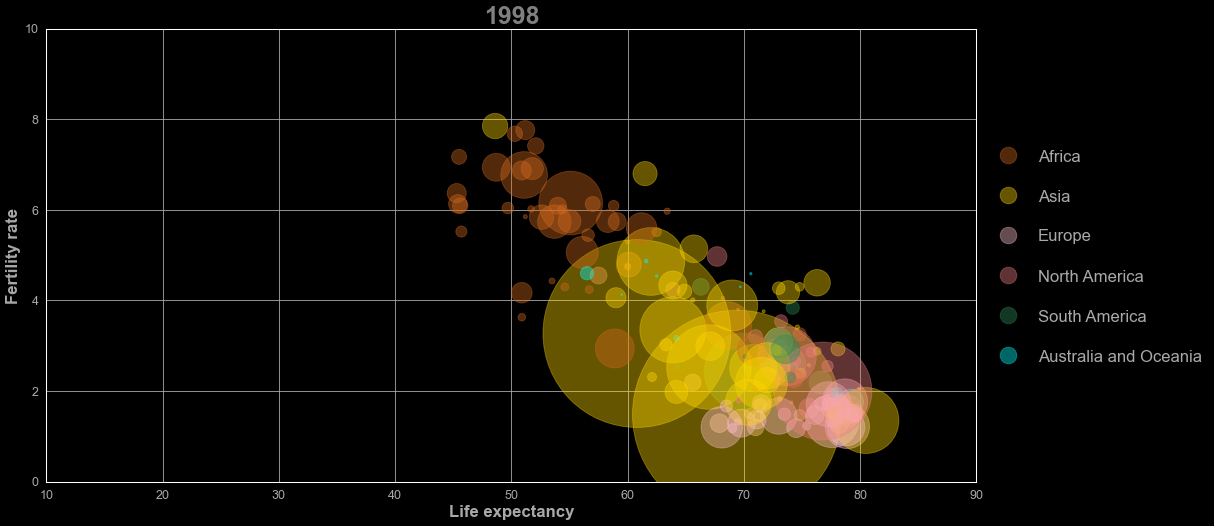 1998
10
8
6
4
2
0
Fertility rate
10 20 30 40 50 60 70 80 90
Life expectancy
Africa
Asia
Europe
North America
South America
Australia and Oceania